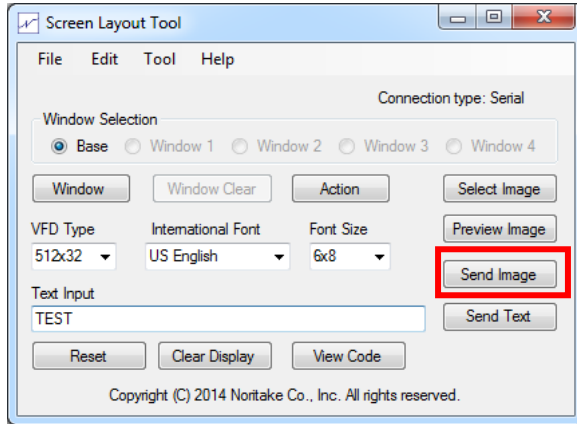 Screen Layout Tool
File Edit Tool Help
Connection type: Serial
Window Selection
Base Window 1 Window 2 Window 3 Window 4
Window Window Clear Action Select Image
VFD Type International Font Font Size Preview Image
512x32 US English 6x8
Send Image
Text Input
TEST Send Text
Reset Clear Display View Code
Copyright (C) 2014 Noritake Co., Inc. All rights reserved.